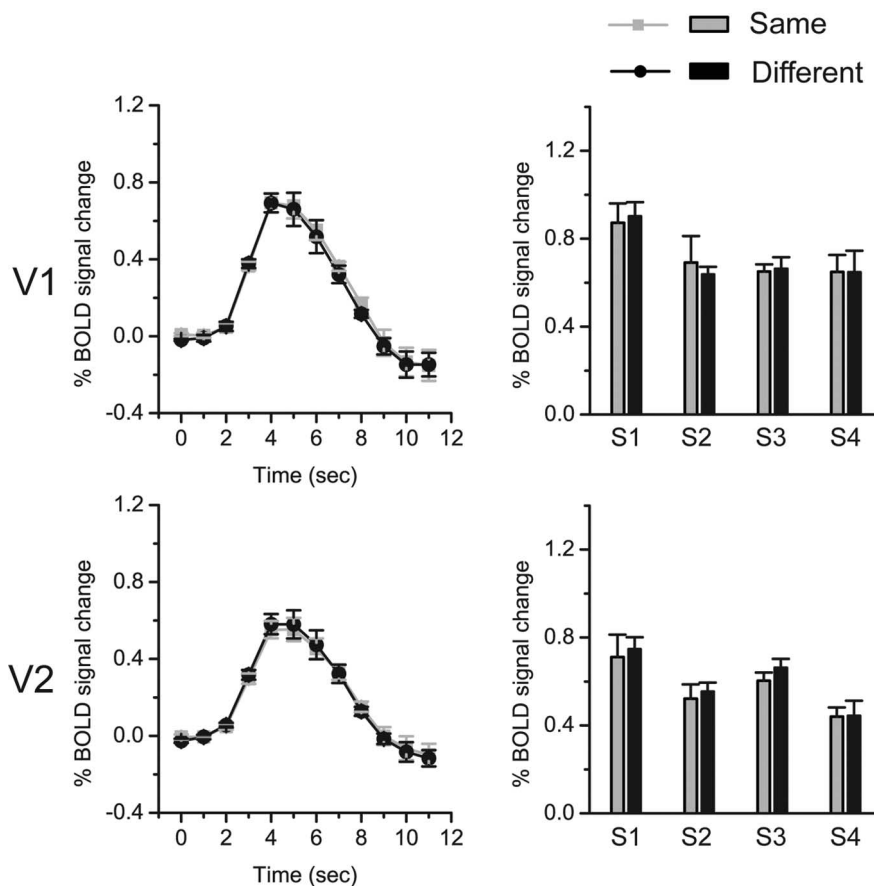 Same
Different
V1
% BOLD signal change
1.2
0.8
0.4
0.0
-0.4
0 2 4 6 8 10 12
Time (sec)
% BOLD signal change
1.2
0.8
0.4
0.0
S1 S2 S3 S4
V2
% BOLD signal change
1.2
0.8
0.4
0.0
-0.4
0 2 4 6 8 10 12
Time (sec)
% BOLD signal change
1.2
0.8
0.4
0.0
S1 S2 S3 S4